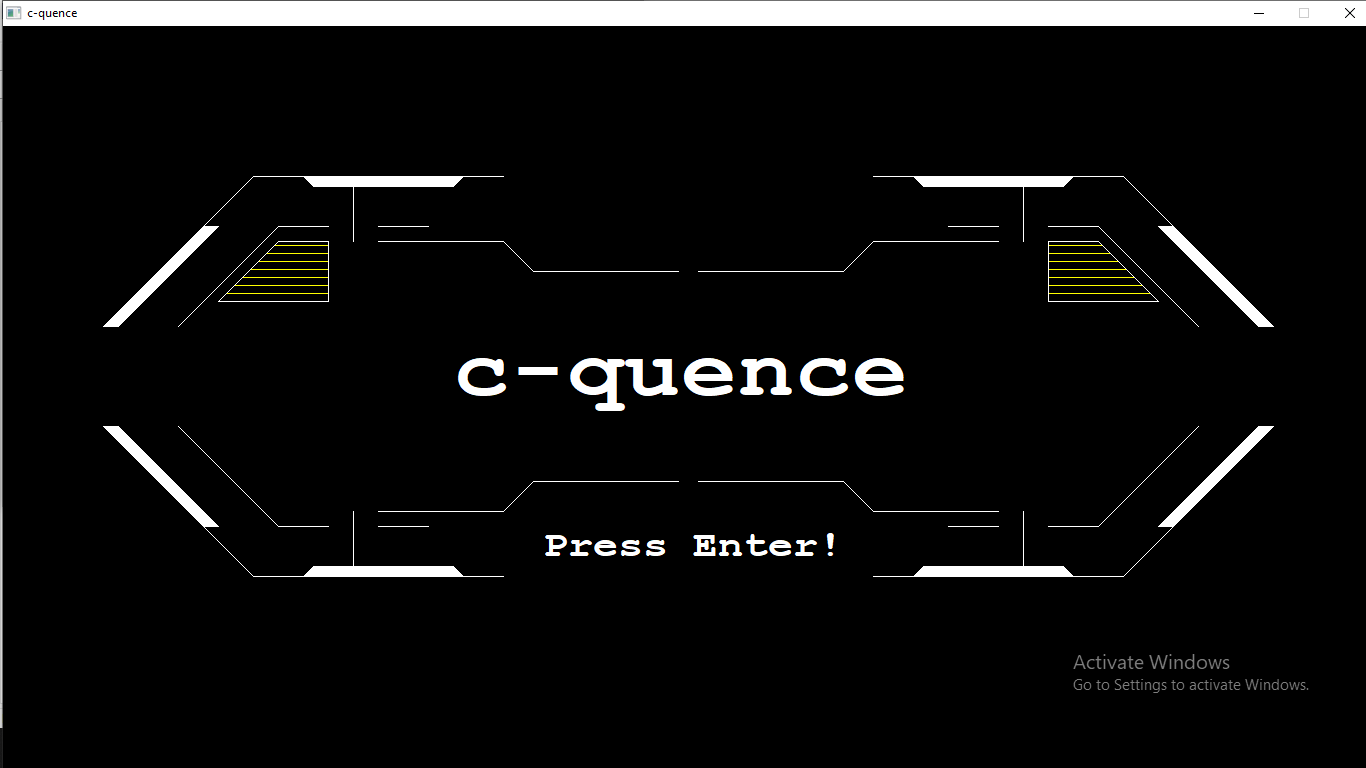 c-quence
c-quence
Press Enter!
Activate Windows
Go to Settings to activate Windows.